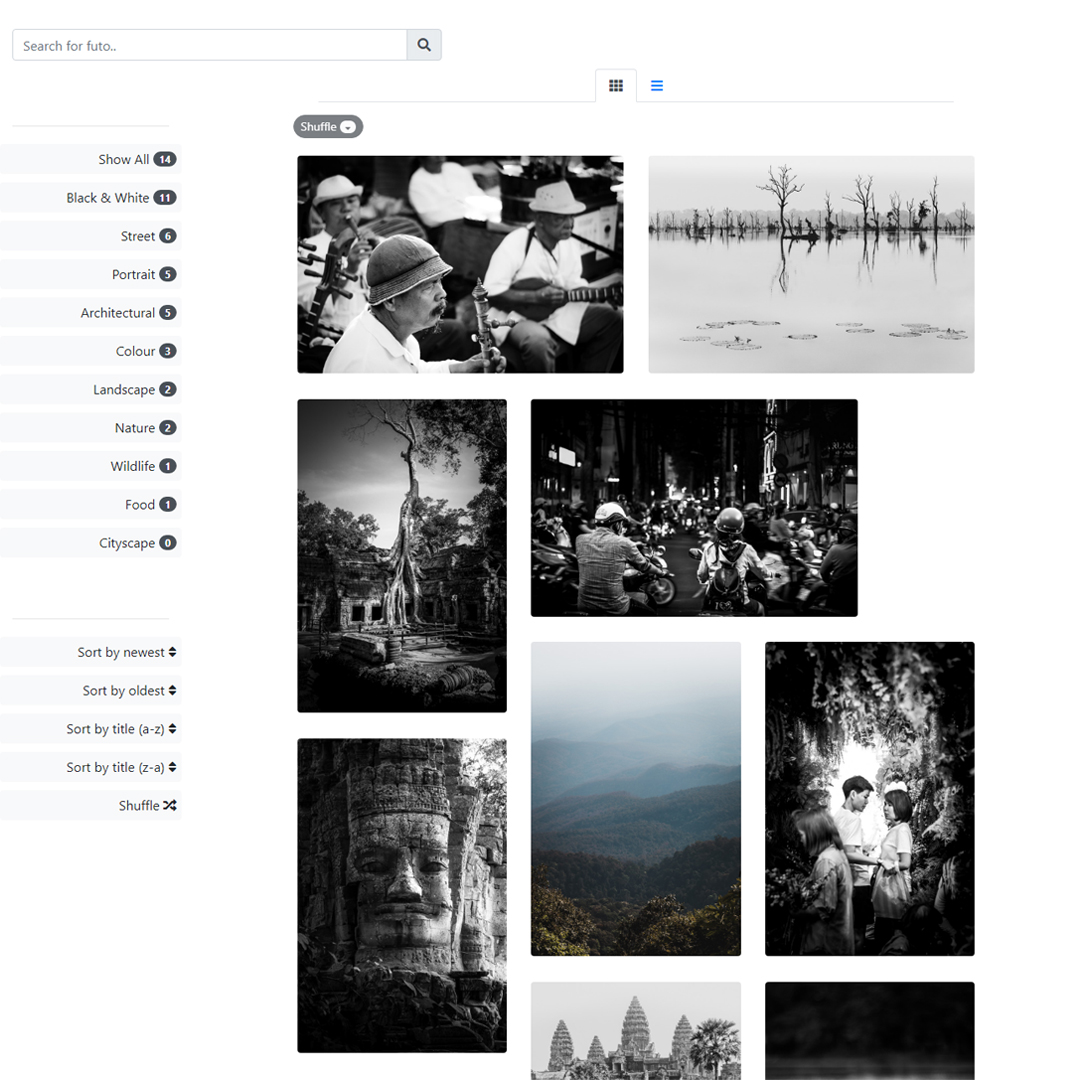 Search for futo..
Shuffle
Show All 14
Black & White 11
Street 6
Portrait 5
Architectural 5
Colour 3
Landscape 2
Nature 2
Wildlife 1
Food 1
Cityscape 0
Sort by newest
Sort by oldest
Sort by title (a-z)
Sort by title (z-a)
Shuffle